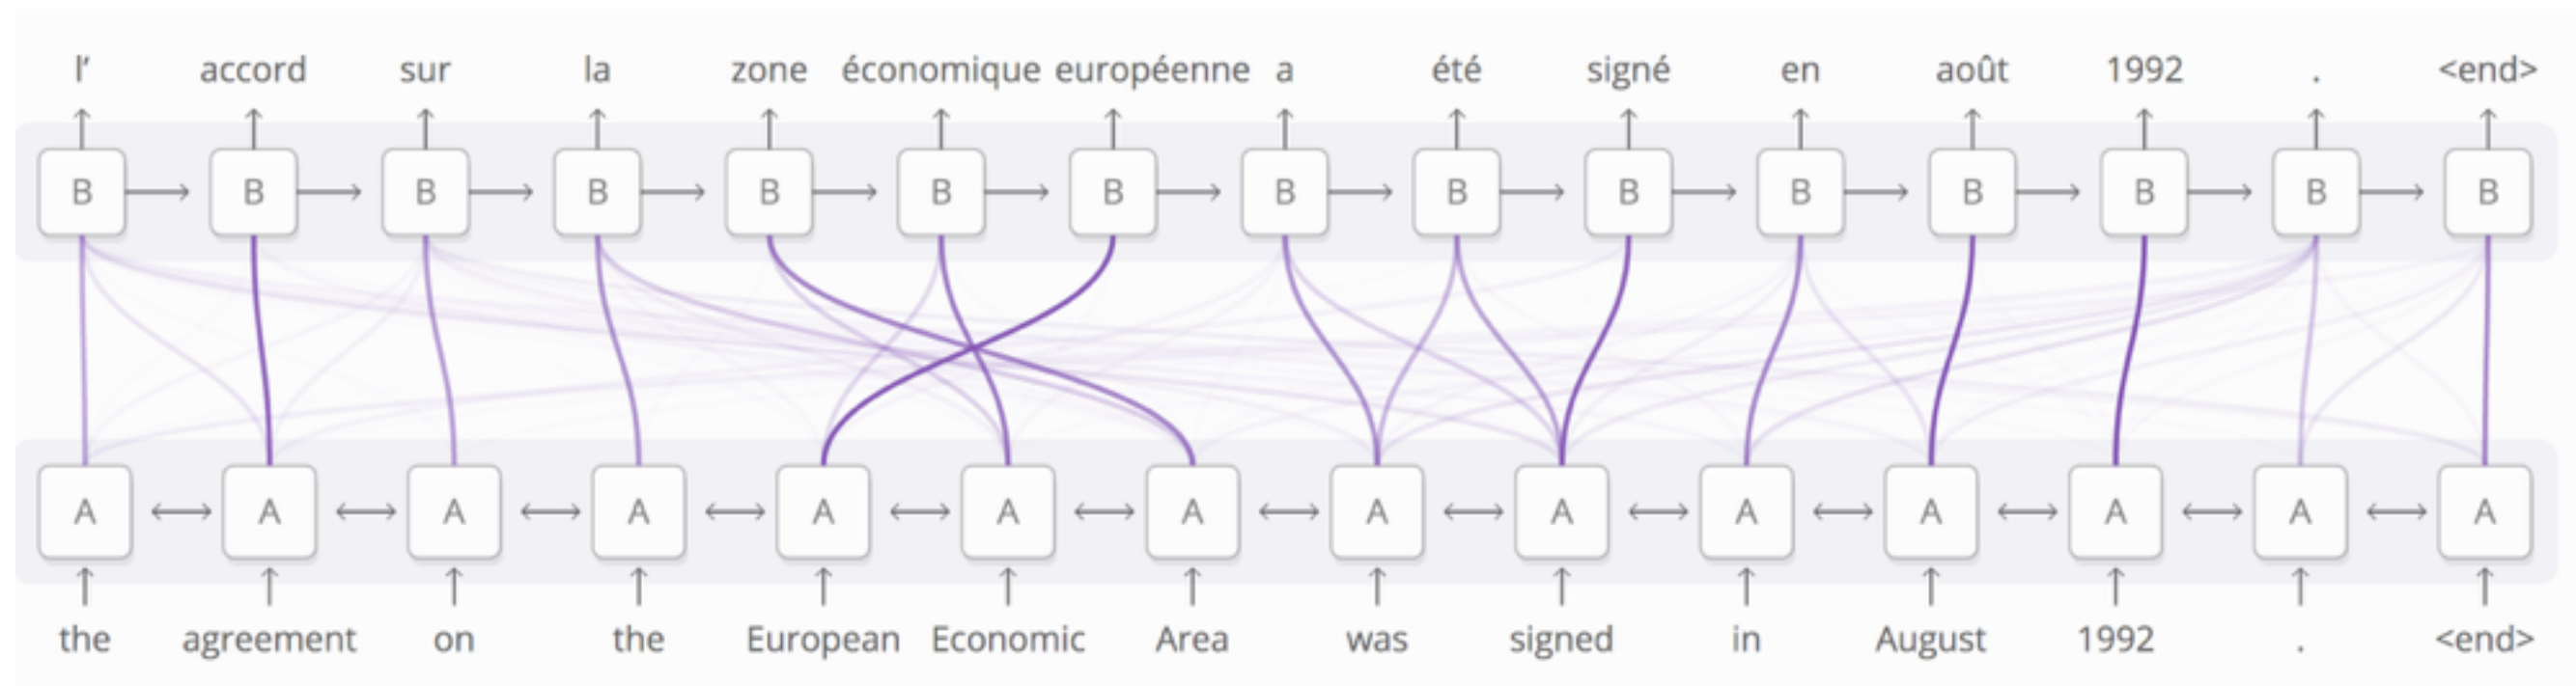 l’ accord sur la zone économique européenne a été signé en août 1992 . <end>
B B B B B B B B B B B B B B B
A A A A A A A A A A A A A A
the agreement on the European Economic Area was signed in August 1992 . <end>